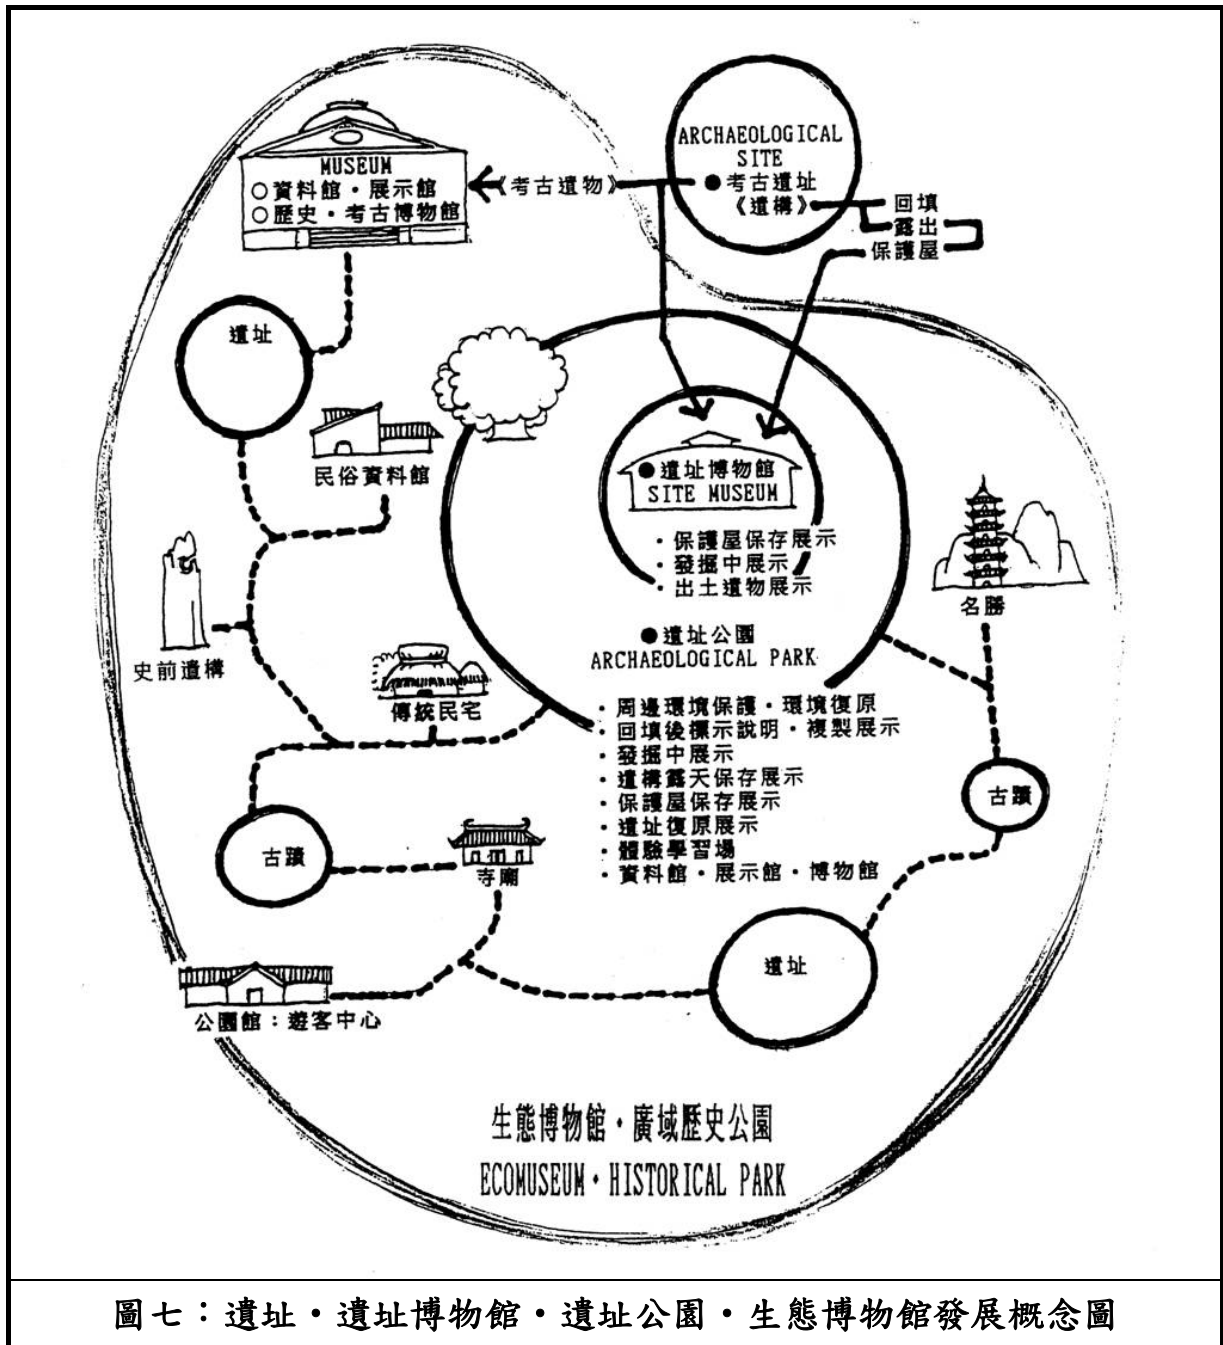 ARCHAEOLOGICAL
SITE
●考古遺址
《遺構》
回填
露出
保護屋
《考古遺物》
MUSEUM
○資料館・展示館
○歷史・考古博物館
遺址
民俗資料館
●遺址博物館
SITE MUSEUM
・保護屋保存展示
・發掘中展示
・出土遺物展示
名勝
史前遺構
●遺址公園
ARCHAEOLOGICAL PARK
傳統民宅
・周邊環境保護・環境復原
・回填後標示說明・複製展示
・發掘中展示
・遺構露天保存展示
・保護屋保存展示
・遺址復原展示
・體驗學習場
・資料館・展示館・博物館
古蹟
古蹟
寺廟
遺址
公園館：遊客中心
生態博物館・廣域歷史公園
ECOMUSEUM・HISTORICAL PARK
圖七：遺址・遺址博物館・遺址公園・生態博物館發展概念圖